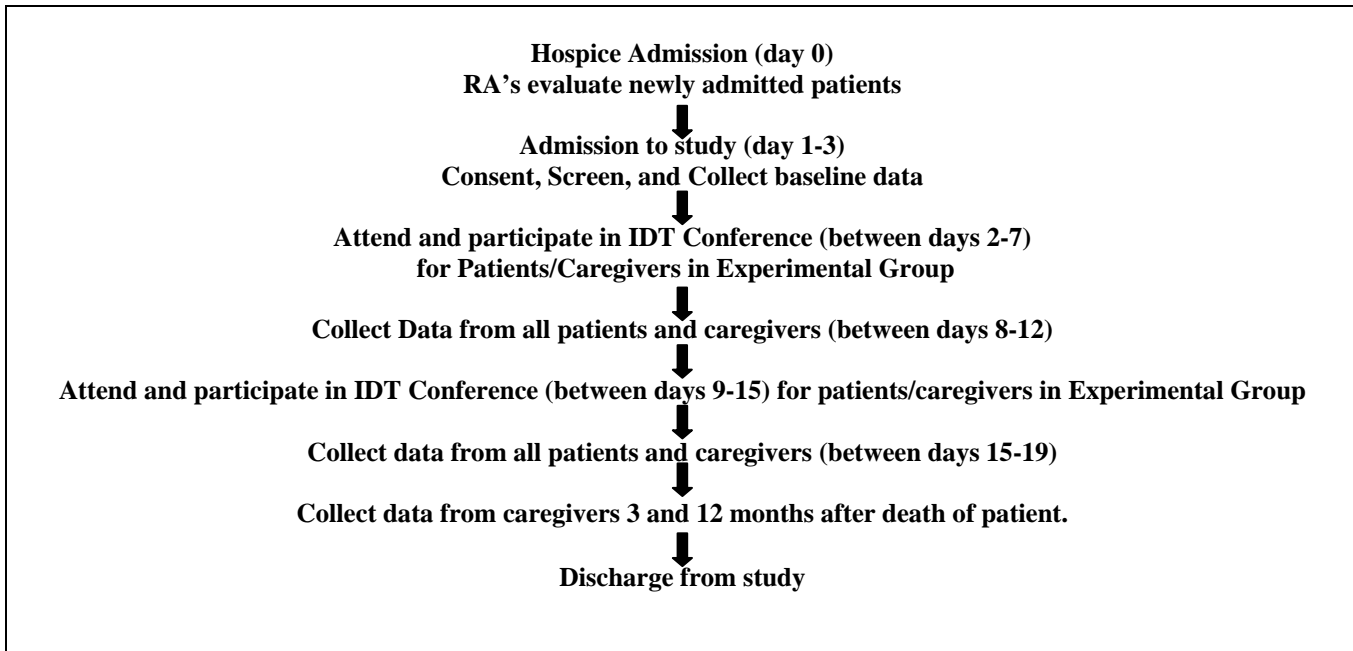 Hospice Admission (day 0)
RA's evaluate newly admitted patients
Admission to study (day 1-3)
Consent, Screen, and Collect baseline data
Attend and participate in IDT Conference (between days 2-7)
for Patients/Caregivers in Experimental Group
Collect Data from all patients and caregivers (between days 8-12)
Attend and participate in IDT Conference (between days 9-15) for patients/caregivers in Experimental Group
Collect data from all patients and caregivers (between days 15-19)
Collect data from caregivers 3 and 12 months after death of patient.
Discharge from study